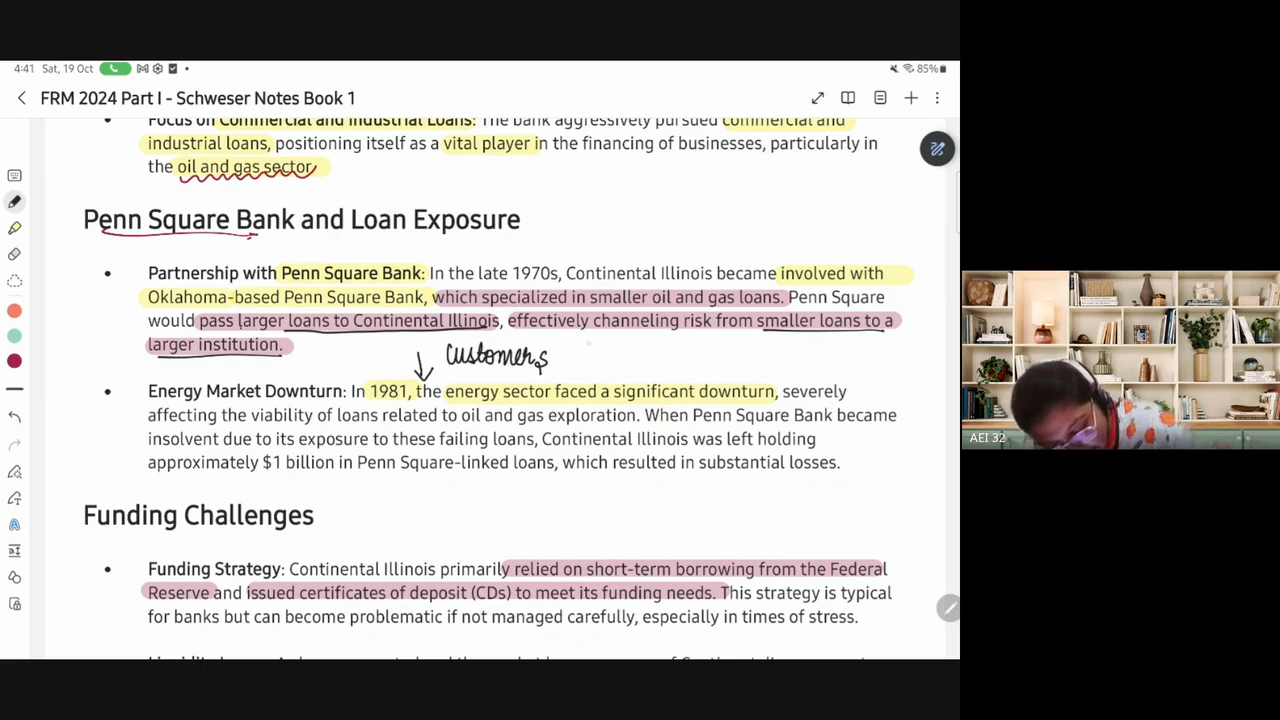 4:41 Sat, 19 Oct
85%
FRM 2024 Part I - Schweser Notes Book 1
• Focus on Commercial and Industrial Loans: The bank aggressively pursued commercial and
industrial loans, positioning itself as a vital player in the financing of businesses, particularly in
the oil and gas sector.
Penn Square Bank and Loan Exposure
• Partnership with Penn Square Bank: In the late 1970s, Continental Illinois became involved with
Oklahoma-based Penn Square Bank, which specialized in smaller oil and gas loans. Penn Square
would pass larger loans to Continental Illinois, effectively channeling risk from smaller loans to a
larger institution.
customers
• Energy Market Downturn: In 1981, the energy sector faced a significant downturn, severely
affecting the viability of loans related to oil and gas exploration. When Penn Square Bank became
insolvent due to its exposure to these failing loans, Continental Illinois was left holding
approximately $1 billion in Penn Square-linked loans, which resulted in substantial losses.
Funding Challenges
• Funding Strategy: Continental Illinois primarily relied on short-term borrowing from the Federal
Reserve and issued certificates of deposit (CDs) to meet its funding needs. This strategy is typical
for banks but can become problematic if not managed carefully, especially in times of stress.
AEI 32